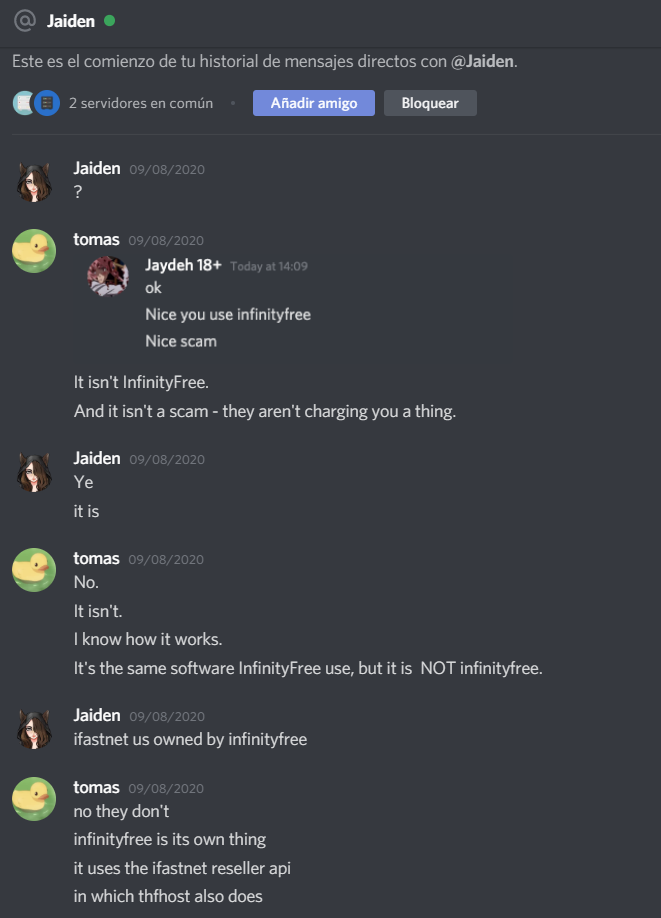 @ Jaiden
Este es el comienzo de tu historial de mensajes directos con @Jaiden.
2 servidores en común • Añadir amigo Bloquear
Jaiden 09/08/2020
?
tomas 09/08/2020
Jaydeh 18+ Today at 14:09
ok
Nice you use infinityfree
Nice scam
It isn't InfinityFree.
And it isn't a scam - they aren't charging you a thing.
Jaiden 09/08/2020
Ye
it is
tomas 09/08/2020
No.
It isn't.
I know how it works.
It's the same software InfinityFree use, but it is NOT infinityfree.
Jaiden 09/08/2020
ifastnet us owned by infinityfree
tomas 09/08/2020
no they don't
infinityfree is its own thing
it uses the ifastnet reseller api
in which thfhost also does